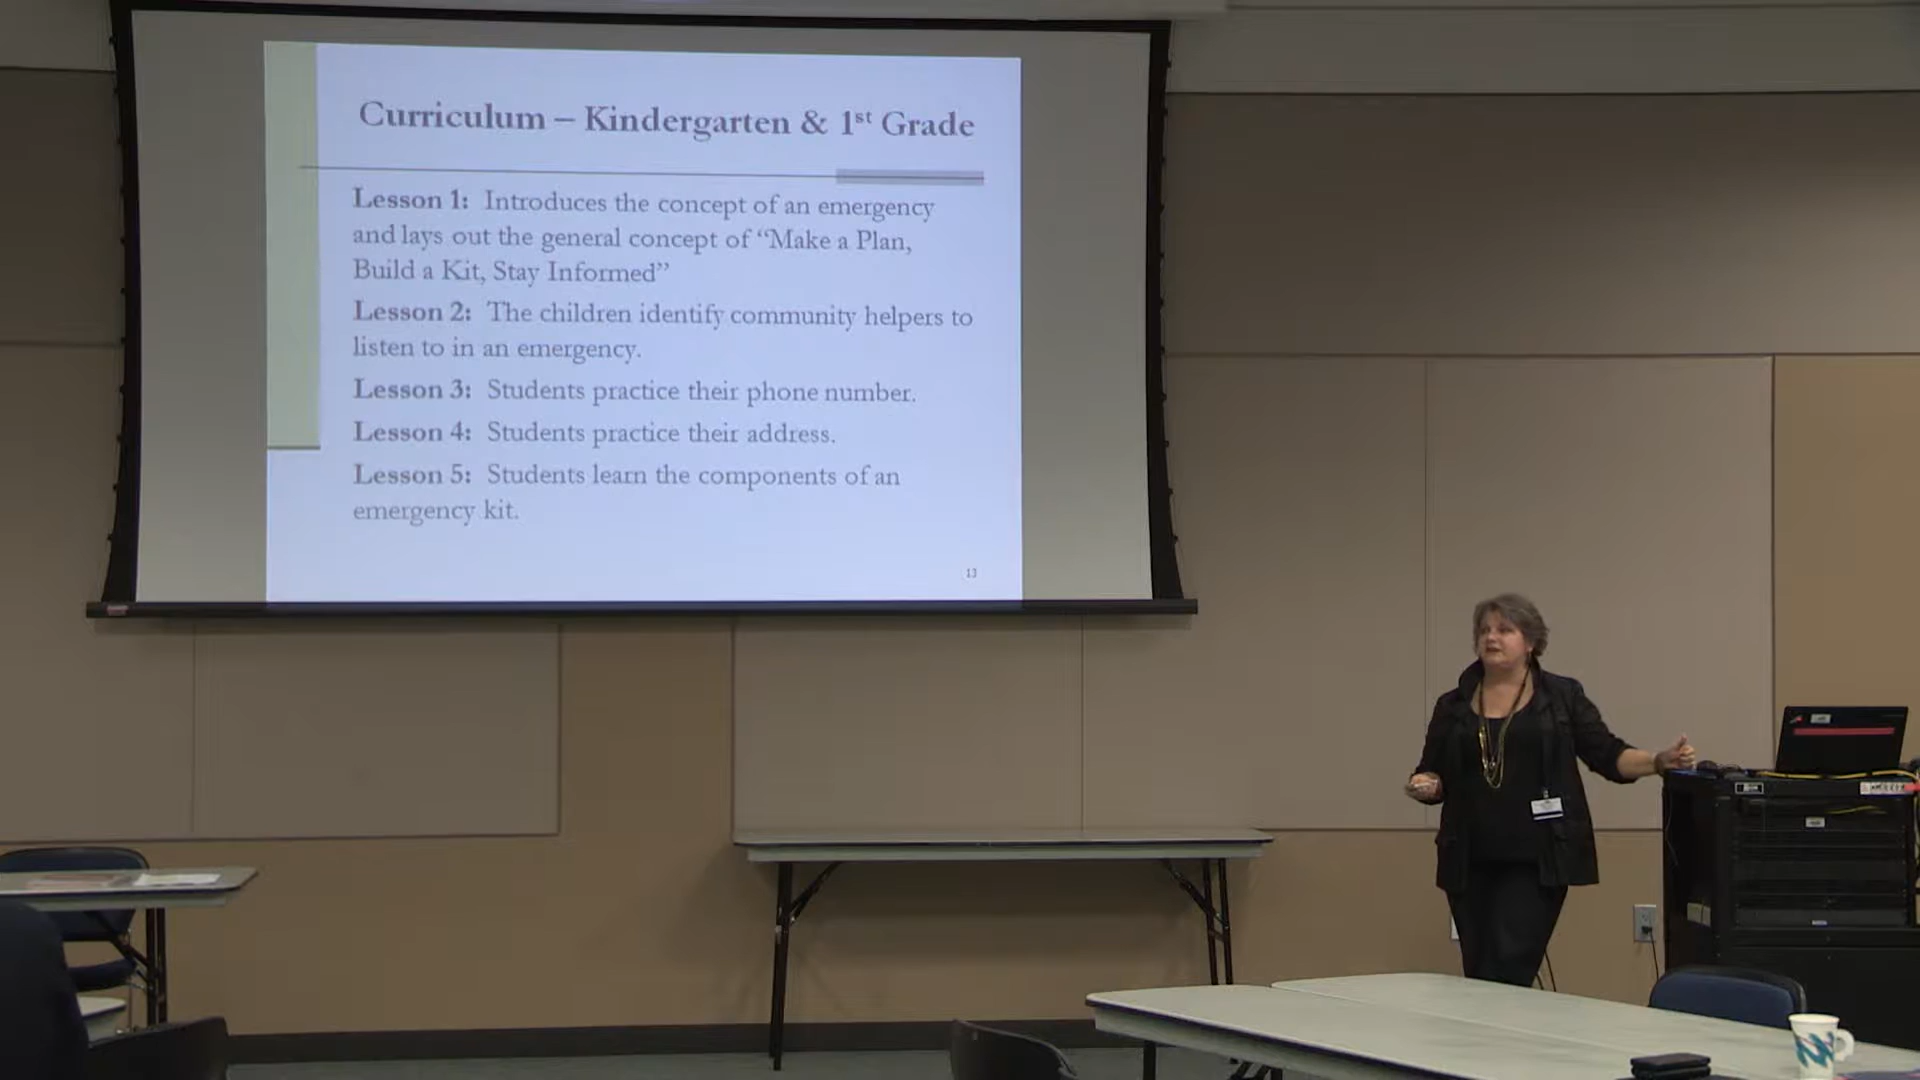 Curriculum – Kindergarten & 1st Grade
Lesson 1: Introduces the concept of an emergency
and lays out the general concept of “Make a Plan,
Build a Kit, Stay Informed”
Lesson 2: The children identify community helpers to
listen to in an emergency.
Lesson 3: Students practice their phone number.
Lesson 4: Students practice their address.
Lesson 5: Students learn the components of an
emergency kit.
13